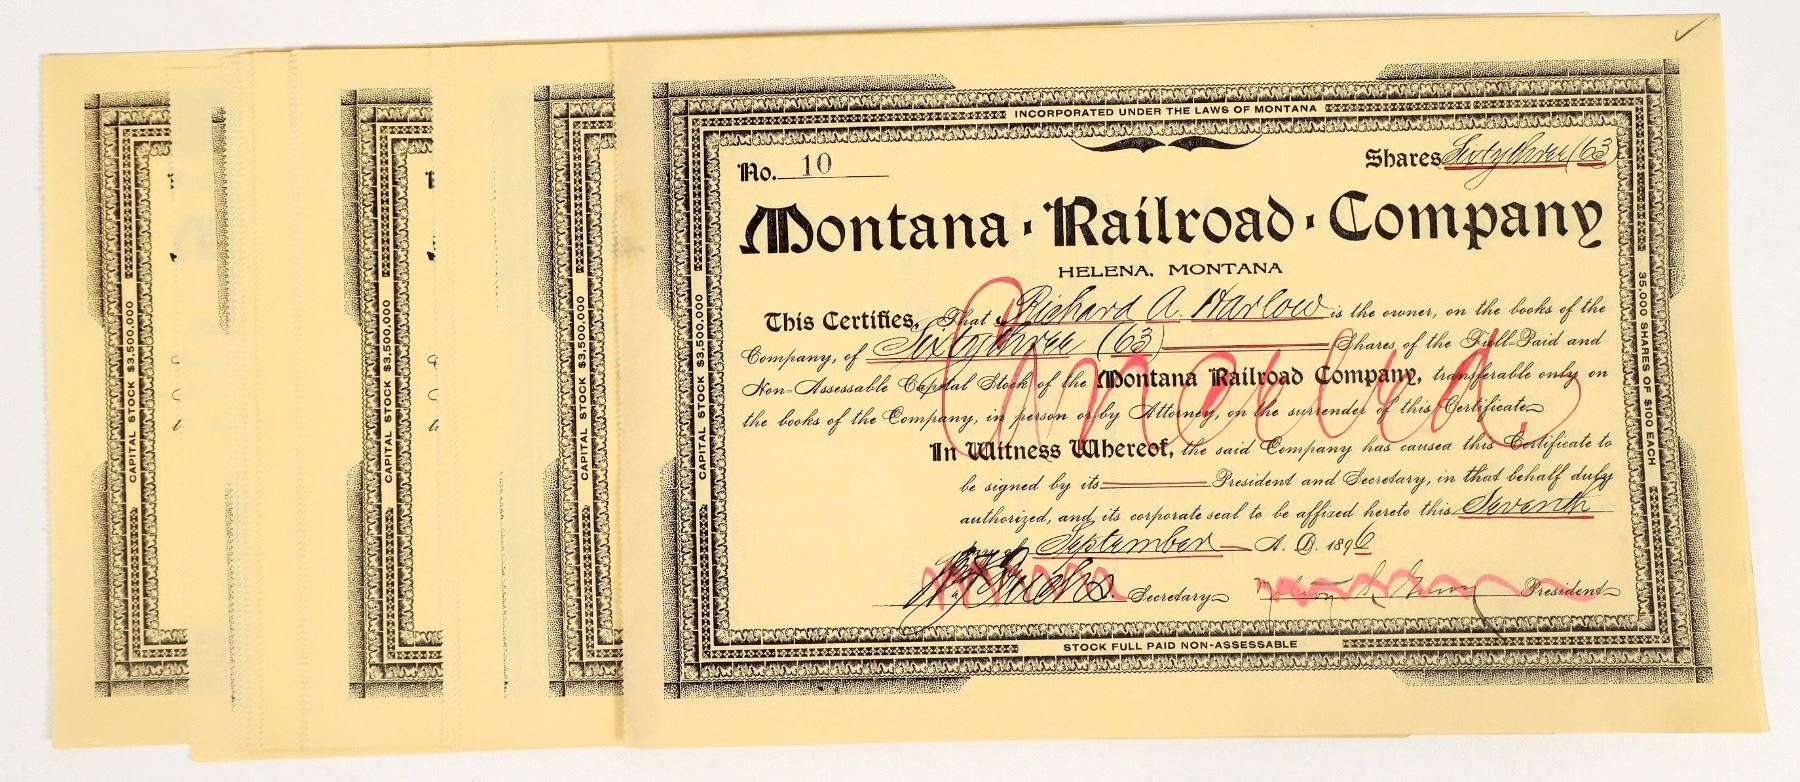 INCORPORATED UNDER THE LAWS OF MONTANA
No. 10 Shares Sixty three (63)
Montana · Railroad · Company
HELENA, MONTANA
This Certifies, That Richard A. Harlow is the owner, on the books of the
Company, of Sixty three (63) Shares of the Full-Paid and
Non-Assessable Capital Stock of the Montana Railroad Company, transferable only on
the books of the Company, in person or by Attorney, on the surrender of this Certificate
Canceled.
In Witness Whereof, the said Company has caused this Certificate to
be signed by its President and Secretary, in that behalf duly
authorized, and its corporate seal to be affixed hereto this Seventh
day of September A. D. 1896
Secretary President
STOCK FULL PAID NON-ASSESSABLE
CAPITAL STOCK $3,500,000
35,000 SHARES OF $100 EACH
CAPITAL STOCK $3,500,000
CAPITAL STOCK $3,500,000
CAPITAL STOCK $3,500,000